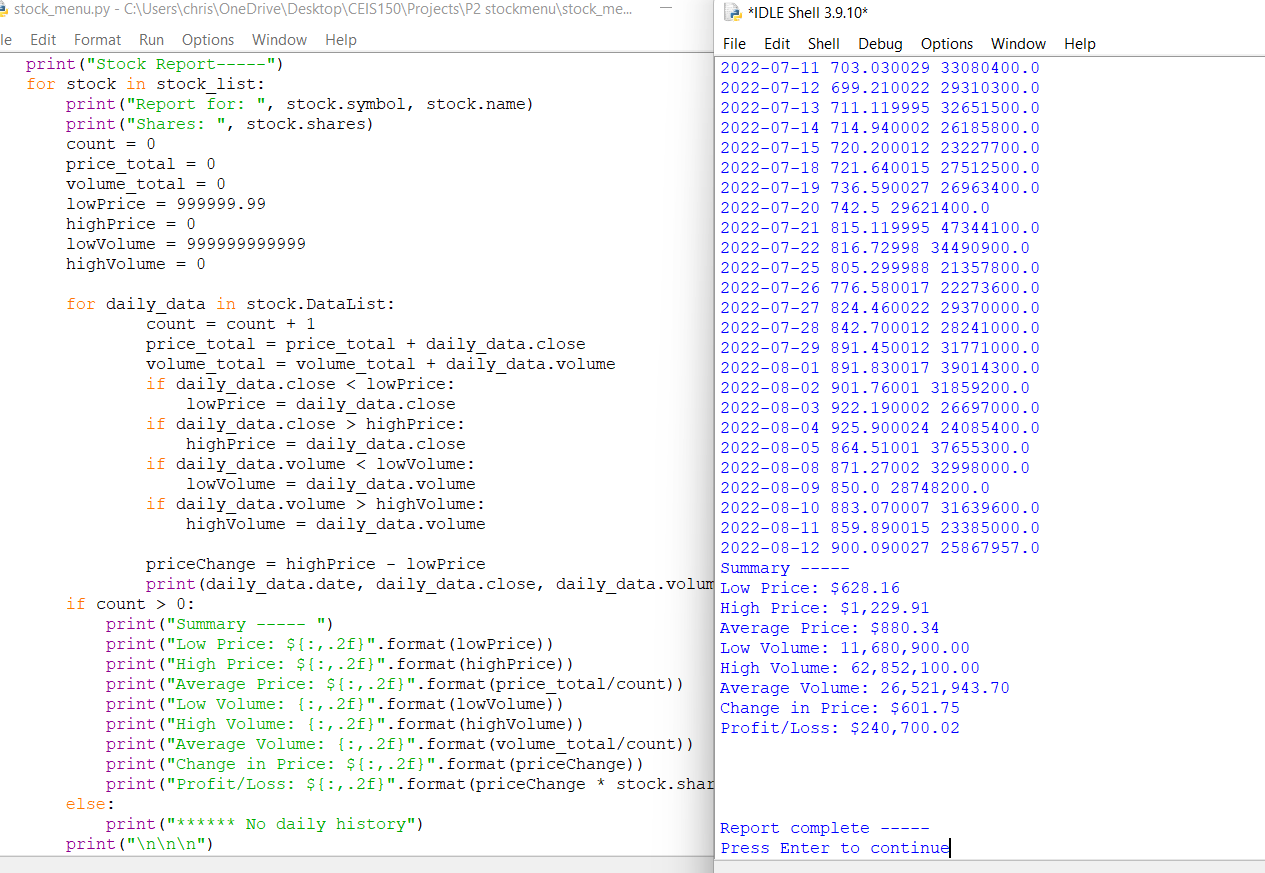 stock_menu.py - C:\Users\chris\OneDrive\Desktop\CEIS150\Projects\P2 stockmenu\stock_me...
le Edit Format Run Options Window Help
print("Stock Report-----")
for stock in stock_list:
print("Report for: ", stock.symbol, stock.name)
print("Shares: ", stock.shares)
count = 0
price_total = 0
volume_total = 0
lowPrice = 999999.99
highPrice = 0
lowVolume = 999999999999
highVolume = 0
for daily_data in stock.DataList:
count = count + 1
price_total = price_total + daily_data.close
volume_total = volume_total + daily_data.volume
if daily_data.close < lowPrice:
lowPrice = daily_data.close
if daily_data.close > highPrice:
highPrice = daily_data.close
if daily_data.volume < lowVolume:
lowVolume = daily_data.volume
if daily_data.volume > highVolume:
highVolume = daily_data.volume
priceChange = highPrice - lowPrice
print(daily_data.date, daily_data.close, daily_data.volum
if count > 0:
print("Summary ----- ")
print("Low Price: ${:,.2f}".format(lowPrice))
print("High Price: ${:,.2f}".format(highPrice))
print("Average Price: ${:,.2f}".format(price_total/count))
print("Low Volume: {:,.2f}".format(lowVolume))
print("High Volume: {:,.2f}".format(highVolume))
print("Average Volume: {:,.2f}".format(volume_total/count))
print("Change in Price: ${:,.2f}".format(priceChange))
print("Profit/Loss: ${:,.2f}".format(priceChange * stock.shar
else:
print("****** No daily history")
print("\n\n\n")
*IDLE Shell 3.9.10*
File Edit Shell Debug Options Window Help
2022-07-11 703.030029 33080400.0
2022-07-12 699.210022 29310300.0
2022-07-13 711.119995 32651500.0
2022-07-14 714.940002 26185800.0
2022-07-15 720.200012 23227700.0
2022-07-18 721.640015 27512500.0
2022-07-19 736.590027 26963400.0
2022-07-20 742.5 29621400.0
2022-07-21 815.119995 47344100.0
2022-07-22 816.72998 34490900.0
2022-07-25 805.299988 21357800.0
2022-07-26 776.580017 22273600.0
2022-07-27 824.460022 29370000.0
2022-07-28 842.700012 28241000.0
2022-07-29 891.450012 31771000.0
2022-08-01 891.830017 39014300.0
2022-08-02 901.76001 31859200.0
2022-08-03 922.190002 26697000.0
2022-08-04 925.900024 24085400.0
2022-08-05 864.51001 37655300.0
2022-08-08 871.27002 32998000.0
2022-08-09 850.0 28748200.0
2022-08-10 883.070007 31639600.0
2022-08-11 859.890015 23385000.0
2022-08-12 900.090027 25867957.0
Summary -----
Low Price: $628.16
High Price: $1,229.91
Average Price: $880.34
Low Volume: 11,680,900.00
High Volume: 62,852,100.00
Average Volume: 26,521,943.70
Change in Price: $601.75
Profit/Loss: $240,700.02
Report complete -----
Press Enter to continue